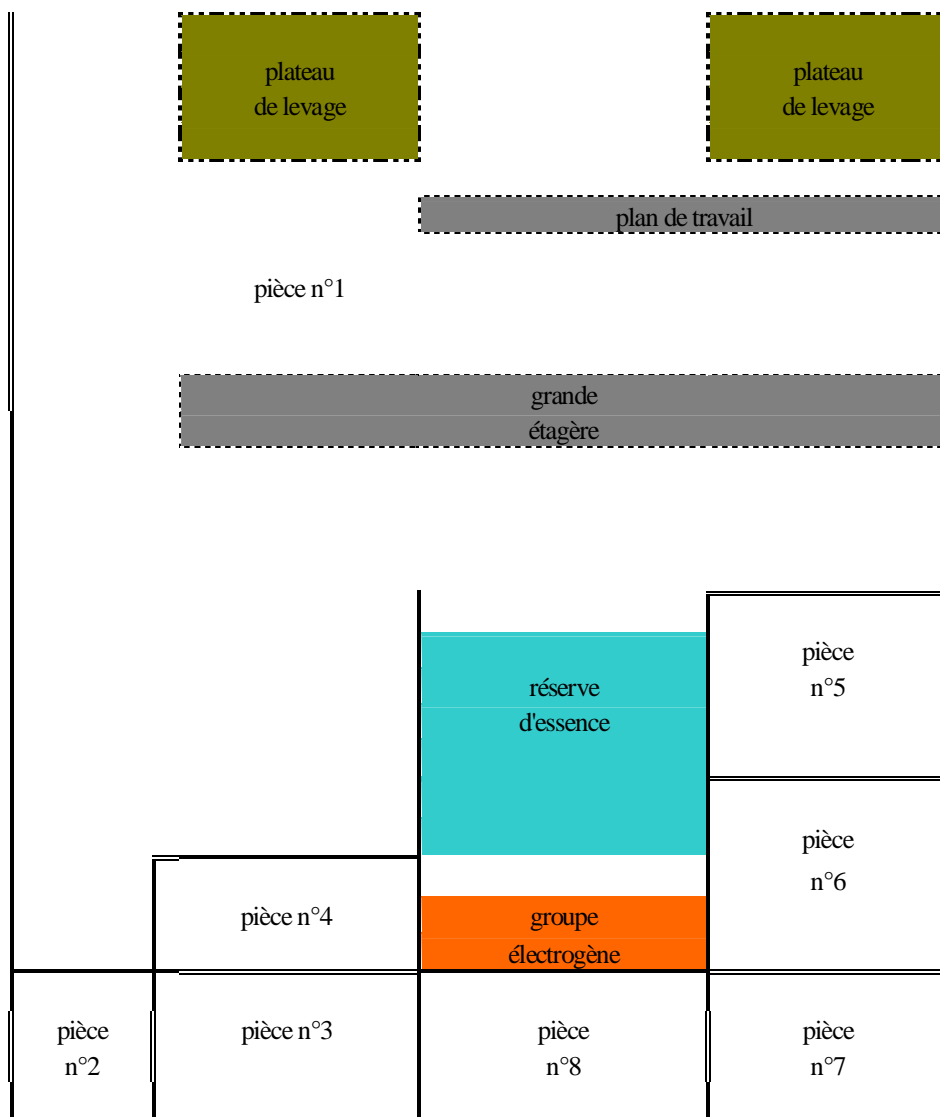 plateau
de levage
plateau
de levage
plan de travail
pièce n°1
grande
étagère
pièce
n°5
réserve
d'essence
pièce
n°6
pièce n°4
groupe
électrogène
pièce
n°2
pièce n°3
pièce
n°8
pièce
n°7